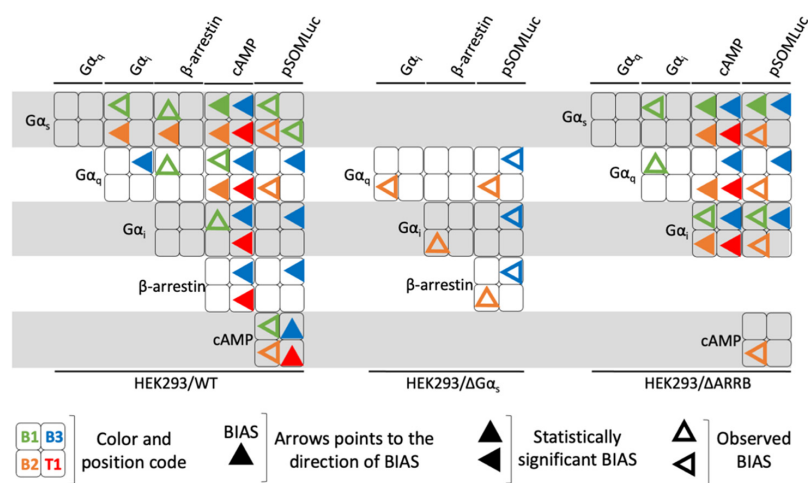 Gαq Gαi β-arrestin cAMP pSOMLuc
Gαi β-arrestin pSOMLuc
Gαq Gαi cAMP pSOMLuc
Gαs
Gαq
Gαi
β-arrestin
cAMP
HEK293/WT
Gαq
Gαi
β-arrestin
HEK293/ΔGαs
Gαs
Gαq
Gαi
cAMP
HEK293/ΔARRB
B1 B3
B2 T1
Color and
position code
BIAS
Arrows points to the
direction of BIAS
Statistically
significant BIAS
Observed
BIAS